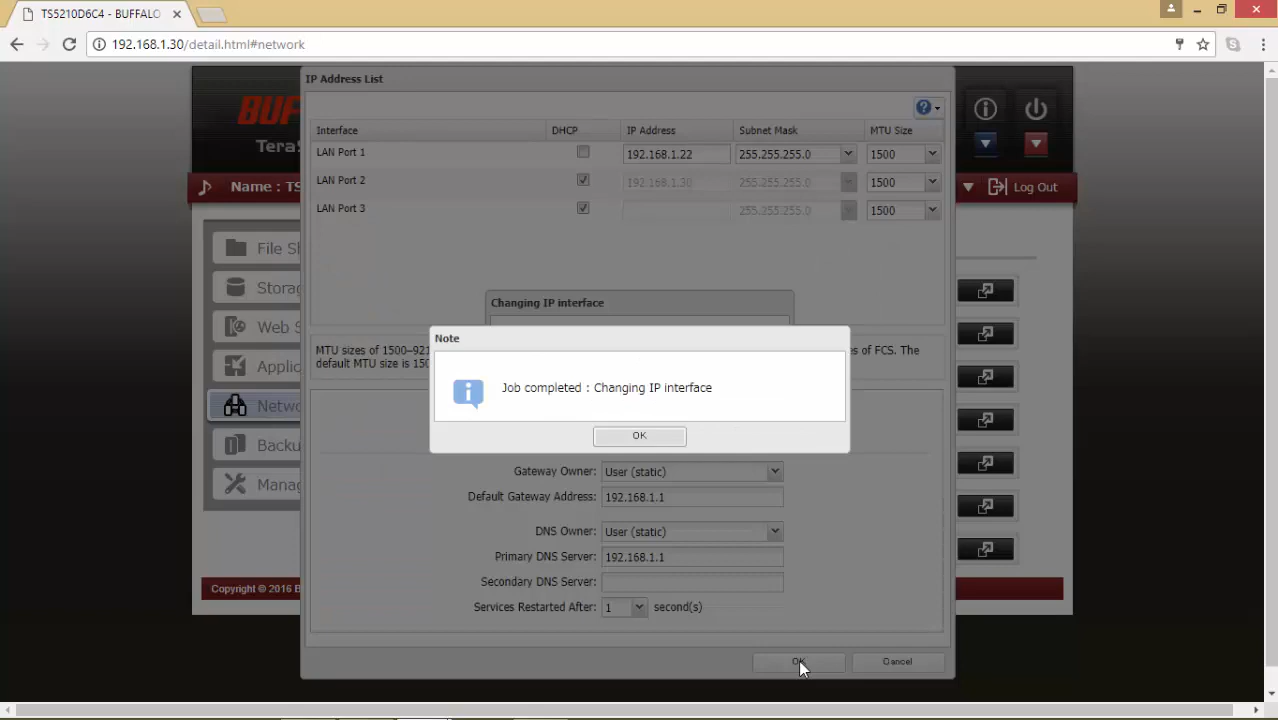 TS5210D6C4 - BUFFALO
192.168.1.30/detail.html#network
IP Address List
BUF
Tera
Interface DHCP IP Address Subnet Mask MTU Size
LAN Port 1 192.168.1.22 255.255.255.0 1500
LAN Port 2 192.168.1.30 255.255.255.0 1500
LAN Port 3 255.255.255.0 1500
Name : TS
Log Out
File Sh
Storag
Web S
Applic
Netwo
Backu
Manag
Changing IP interface
MTU sizes of 1500–921 es of FCS. The
default MTU size is 150
Note
Job completed : Changing IP interface
OK
Gateway Owner: User (static)
Default Gateway Address: 192.168.1.1
DNS Owner: User (static)
Primary DNS Server: 192.168.1.1
Secondary DNS Server:
Services Restarted After: 1 second(s)
Copyright © 2016 B
OK Cancel